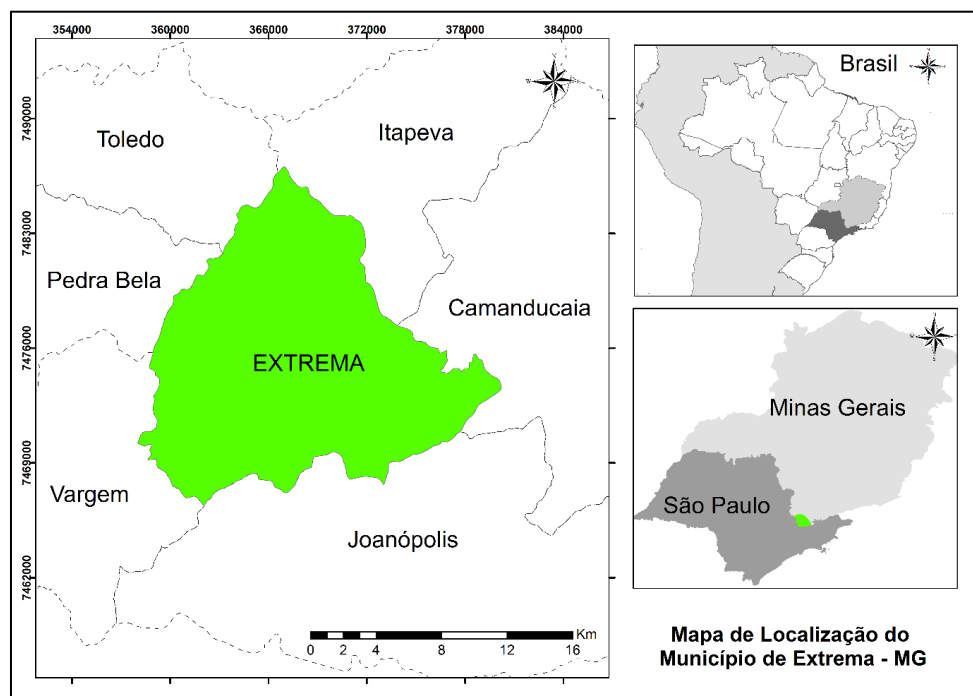 354000 360000 366000 372000 378000 384000
7490000
7483000
7476000
7469000
7462000
Toledo
Itapeva
Pedra Bela
Camanducaia
EXTREMA
Vargem
Joanópolis
Km
0 1 2 4 8 12 16
Brasil
Minas Gerais
São Paulo
Mapa de Localização do
Município de Extrema - MG